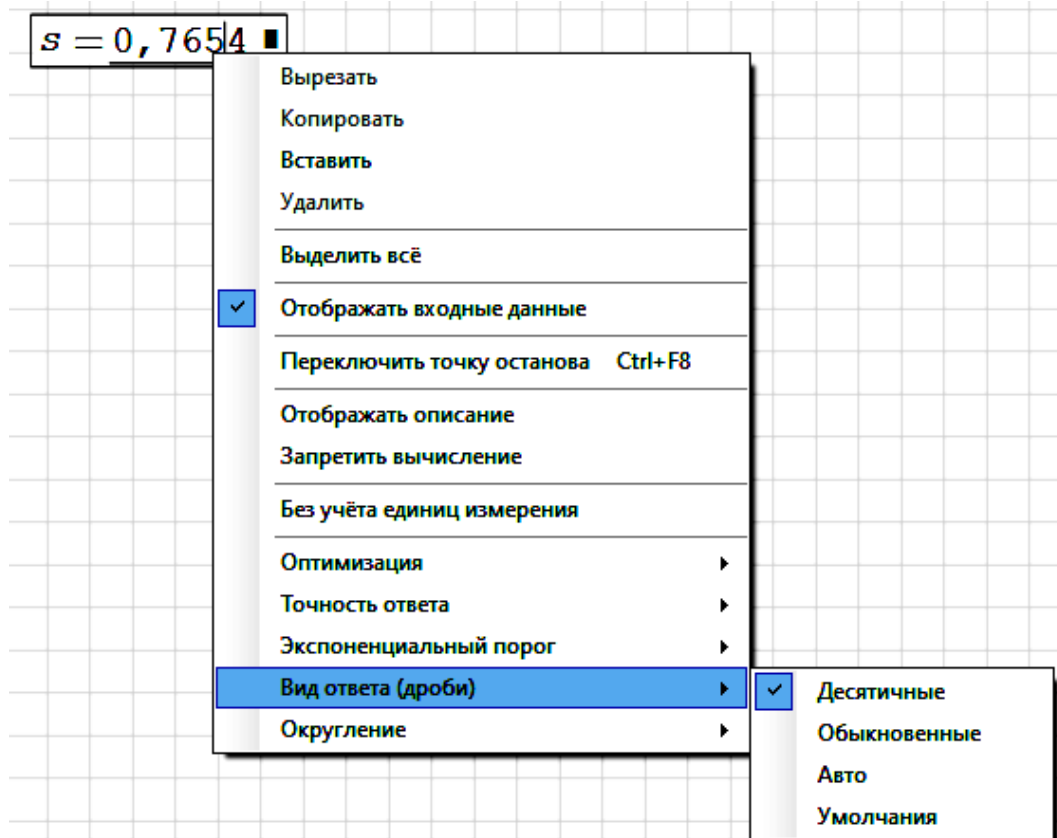 s = 0,7654 ■
Вырезать
Копировать
Вставить
Удалить
Выделить всё
Отображать входные данные
Переключить точку останова Ctrl+F8
Отображать описание
Запретить вычисление
Без учёта единиц измерения
Оптимизация
Точность ответа
Экспоненциальный порог
Вид ответа (дроби)
Округление
Десятичные
Обыкновенные
Авто
Умолчания